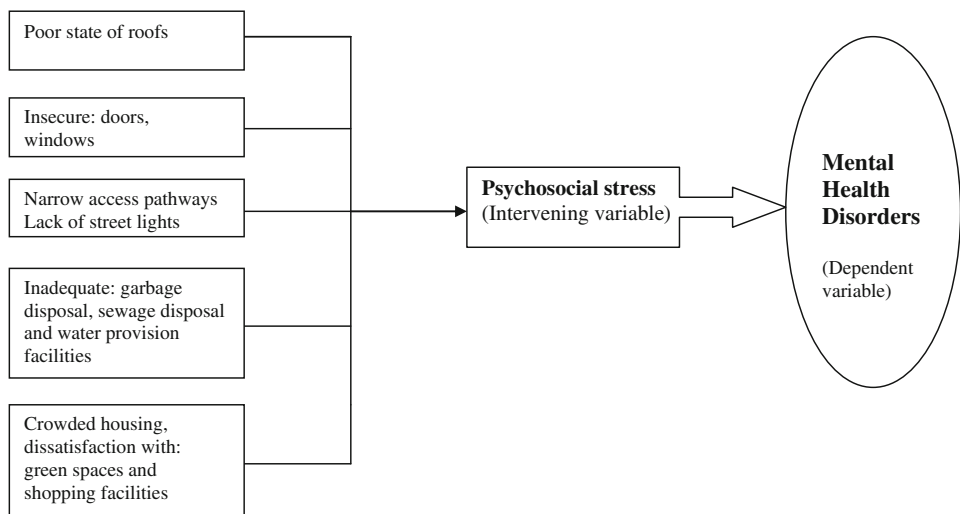 Poor state of roofs
Insecure: doors,
windows
Narrow access pathways
Lack of street lights
Inadequate: garbage
disposal, sewage disposal
and water provision
facilities
Crowded housing,
dissatisfaction with:
green spaces and
shopping facilities
Psychosocial stress
(Intervening variable)
Mental
Health
Disorders
(Dependent
variable)